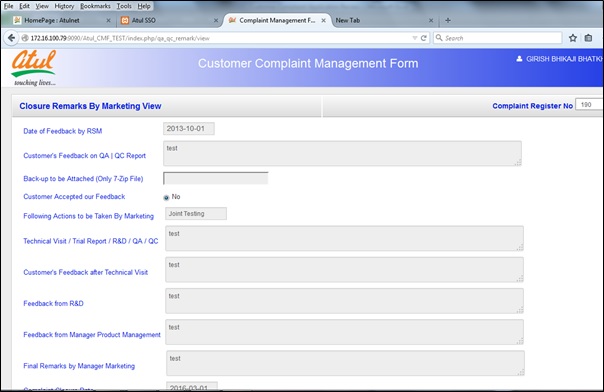 File Edit View History Bookmarks Tools Help
HomePage : Atulnet Atul SSO Complaint Management F... New Tab
172.16.100.79:9090/Atul_CMF_TEST/index.php/qa_qc_remark/view Search
Atul
touching lives...
Customer Complaint Management Form
GIRISH BHIKAJI BHATKH
Closure Remarks By Marketing View
Complaint Register No 190
Date of Feedback by RSM 2013-10-01
Customer's Feedback on QA | QC Report test
Back-up to be Attached (Only 7-Zip File)
Customer Accepted our Feedback No
Following Actions to be Taken By Marketing Joint Testing
Technical Visit / Trial Report / R&D / QA / QC test
Customer's Feedback after Technical Visit test
Feedback from R&D test
Feedback from Manager Product Management test
Final Remarks by Manager Marketing test
Complaint Closure Date 2016-03-01